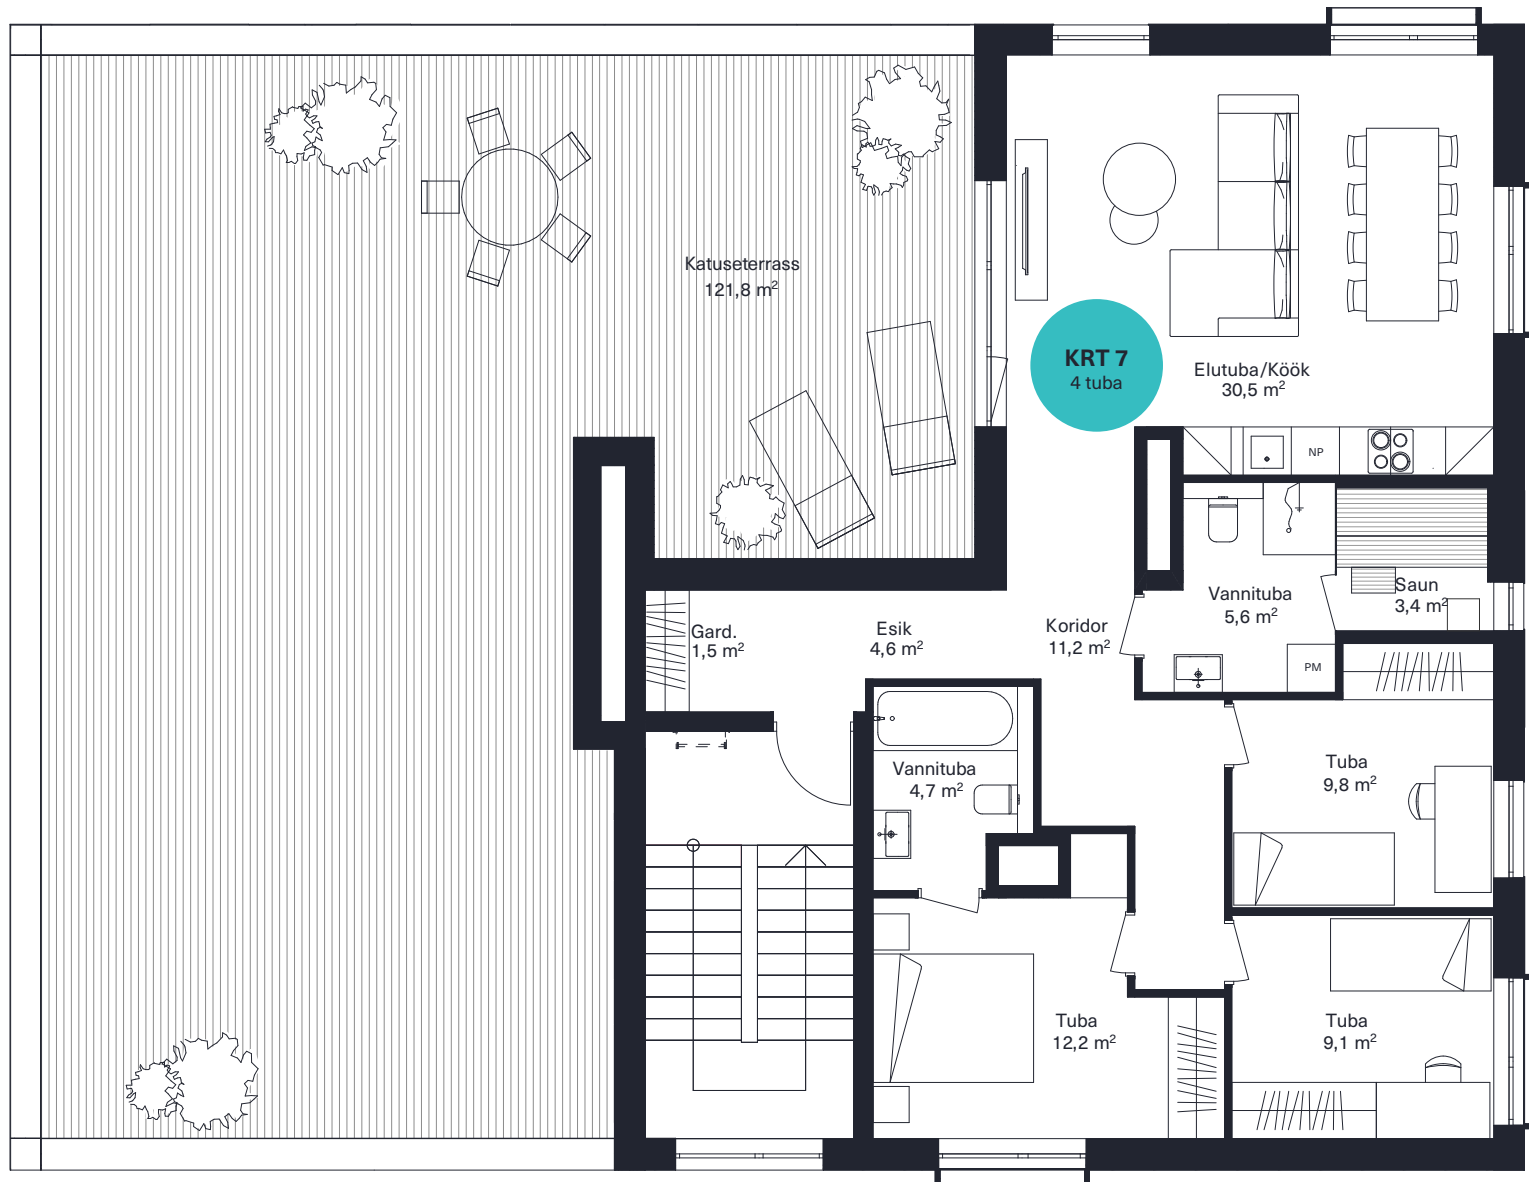 Katuseterrass
121,8 m²
KRT 7
4 tuba
Elutuba/Köök
30,5 m²
NP
Saun
3,4 m²
Vannituba
5,6 m²
Gard.
1,5 m²
Esik
4,6 m²
Koridor
11,2 m²
PM
Vannituba
4,7 m²
Tuba
9,8 m²
Tuba
12,2 m²
Tuba
9,1 m²